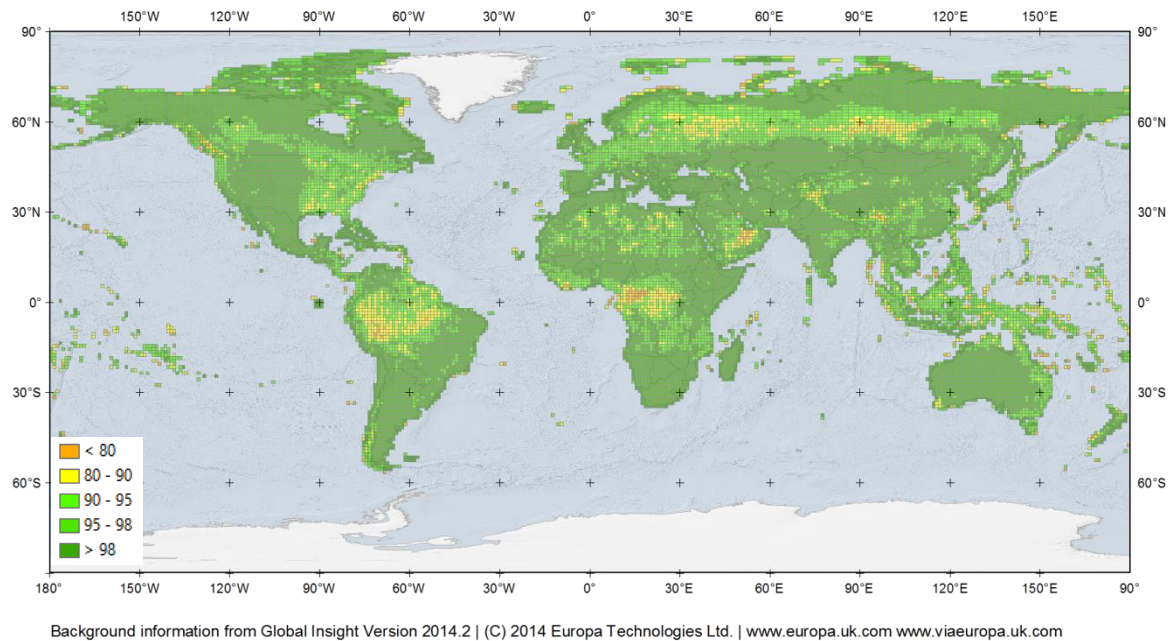 150°W 120°W 90°W 60°W 30°W 0° 30°E 60°E 90°E 120°E 150°E
90° 90°
60°N 60°N
30°N 30°N
0° 0°
30°S 30°S
< 80
80 - 90
60°S 60°S
90 - 95
95 - 98
> 98
180° 150°W 120°W 90°W 60°W 30°W 0° 30°E 60°E 90°E 120°E 150°E 90°
Background information from Global Insight Version 2014.2 | (C) 2014 Europa Technologies Ltd. | www.europa.uk.com www.viaeuropa.uk.com